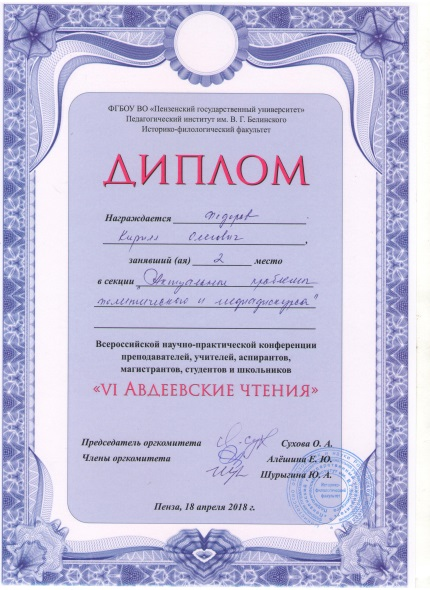 ФГБОУ ВО «Пензенский государственный университет»
Педагогический институт им. В. Г. Белинского
Историко-филологический факультет
ДИПЛОМ
Награждается Федоров
Кирилл Олегович,
занявший (ая) 2 место
в секции „Актуальные проблемы
политического и медиадискурсы"
Всероссийской научно-практической конференции
преподавателей, учителей, аспирантов,
магистрантов, студентов и школьников
«VI АВДЕЕВСКИЕ ЧТЕНИЯ»
Председатель оргкомитета Сухова О. А.
Члены оргкомитета Алёшина Е. Ю.
Шурыгина Ю. А.
Пенза, 18 апреля 2018 г.